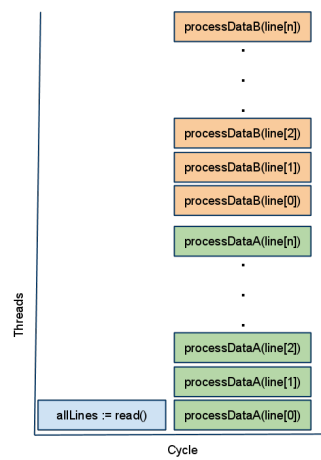 processDataB(line[n])
processDataB(line[2])
processDataB(line[1])
processDataB(line[0])
processDataA(line[n])
processDataA(line[2])
processDataA(line[1])
allLines := read()
processDataA(line[0])
Threads
Cycle